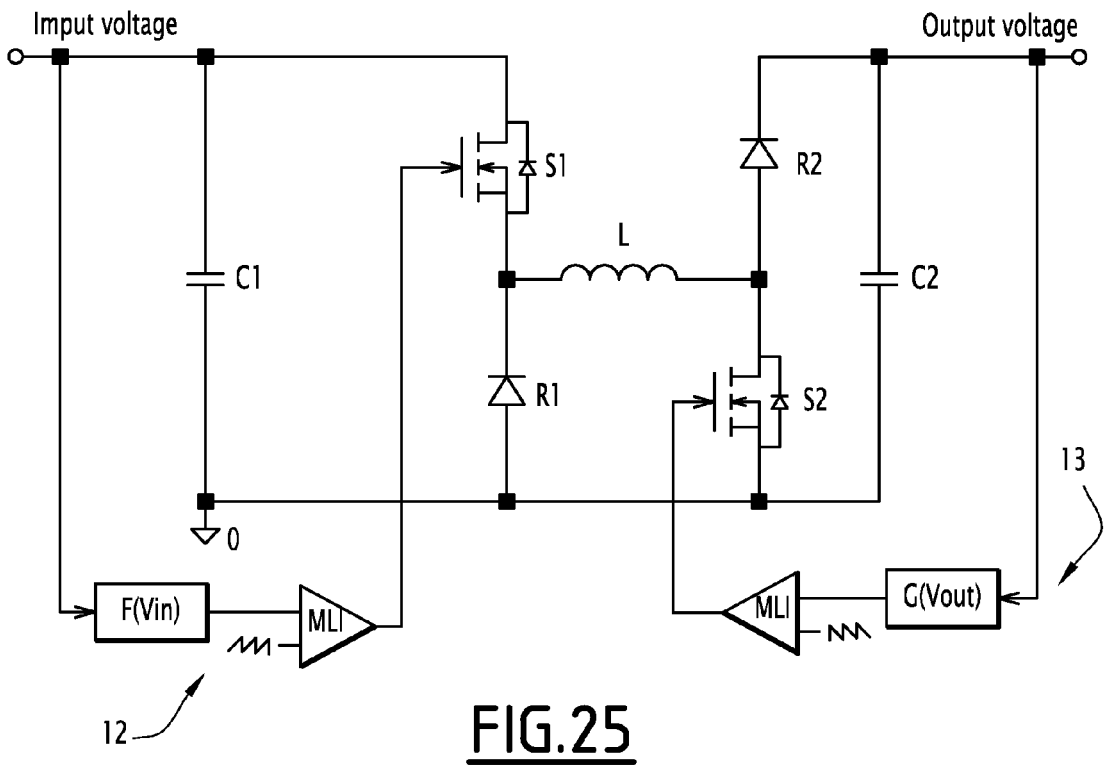 Imput voltage
Output voltage
S1
R2
L
C1
C2
R1
S2
13
0
F(Vin)
MLI
MLI
G(Vout)
12
FIG.25